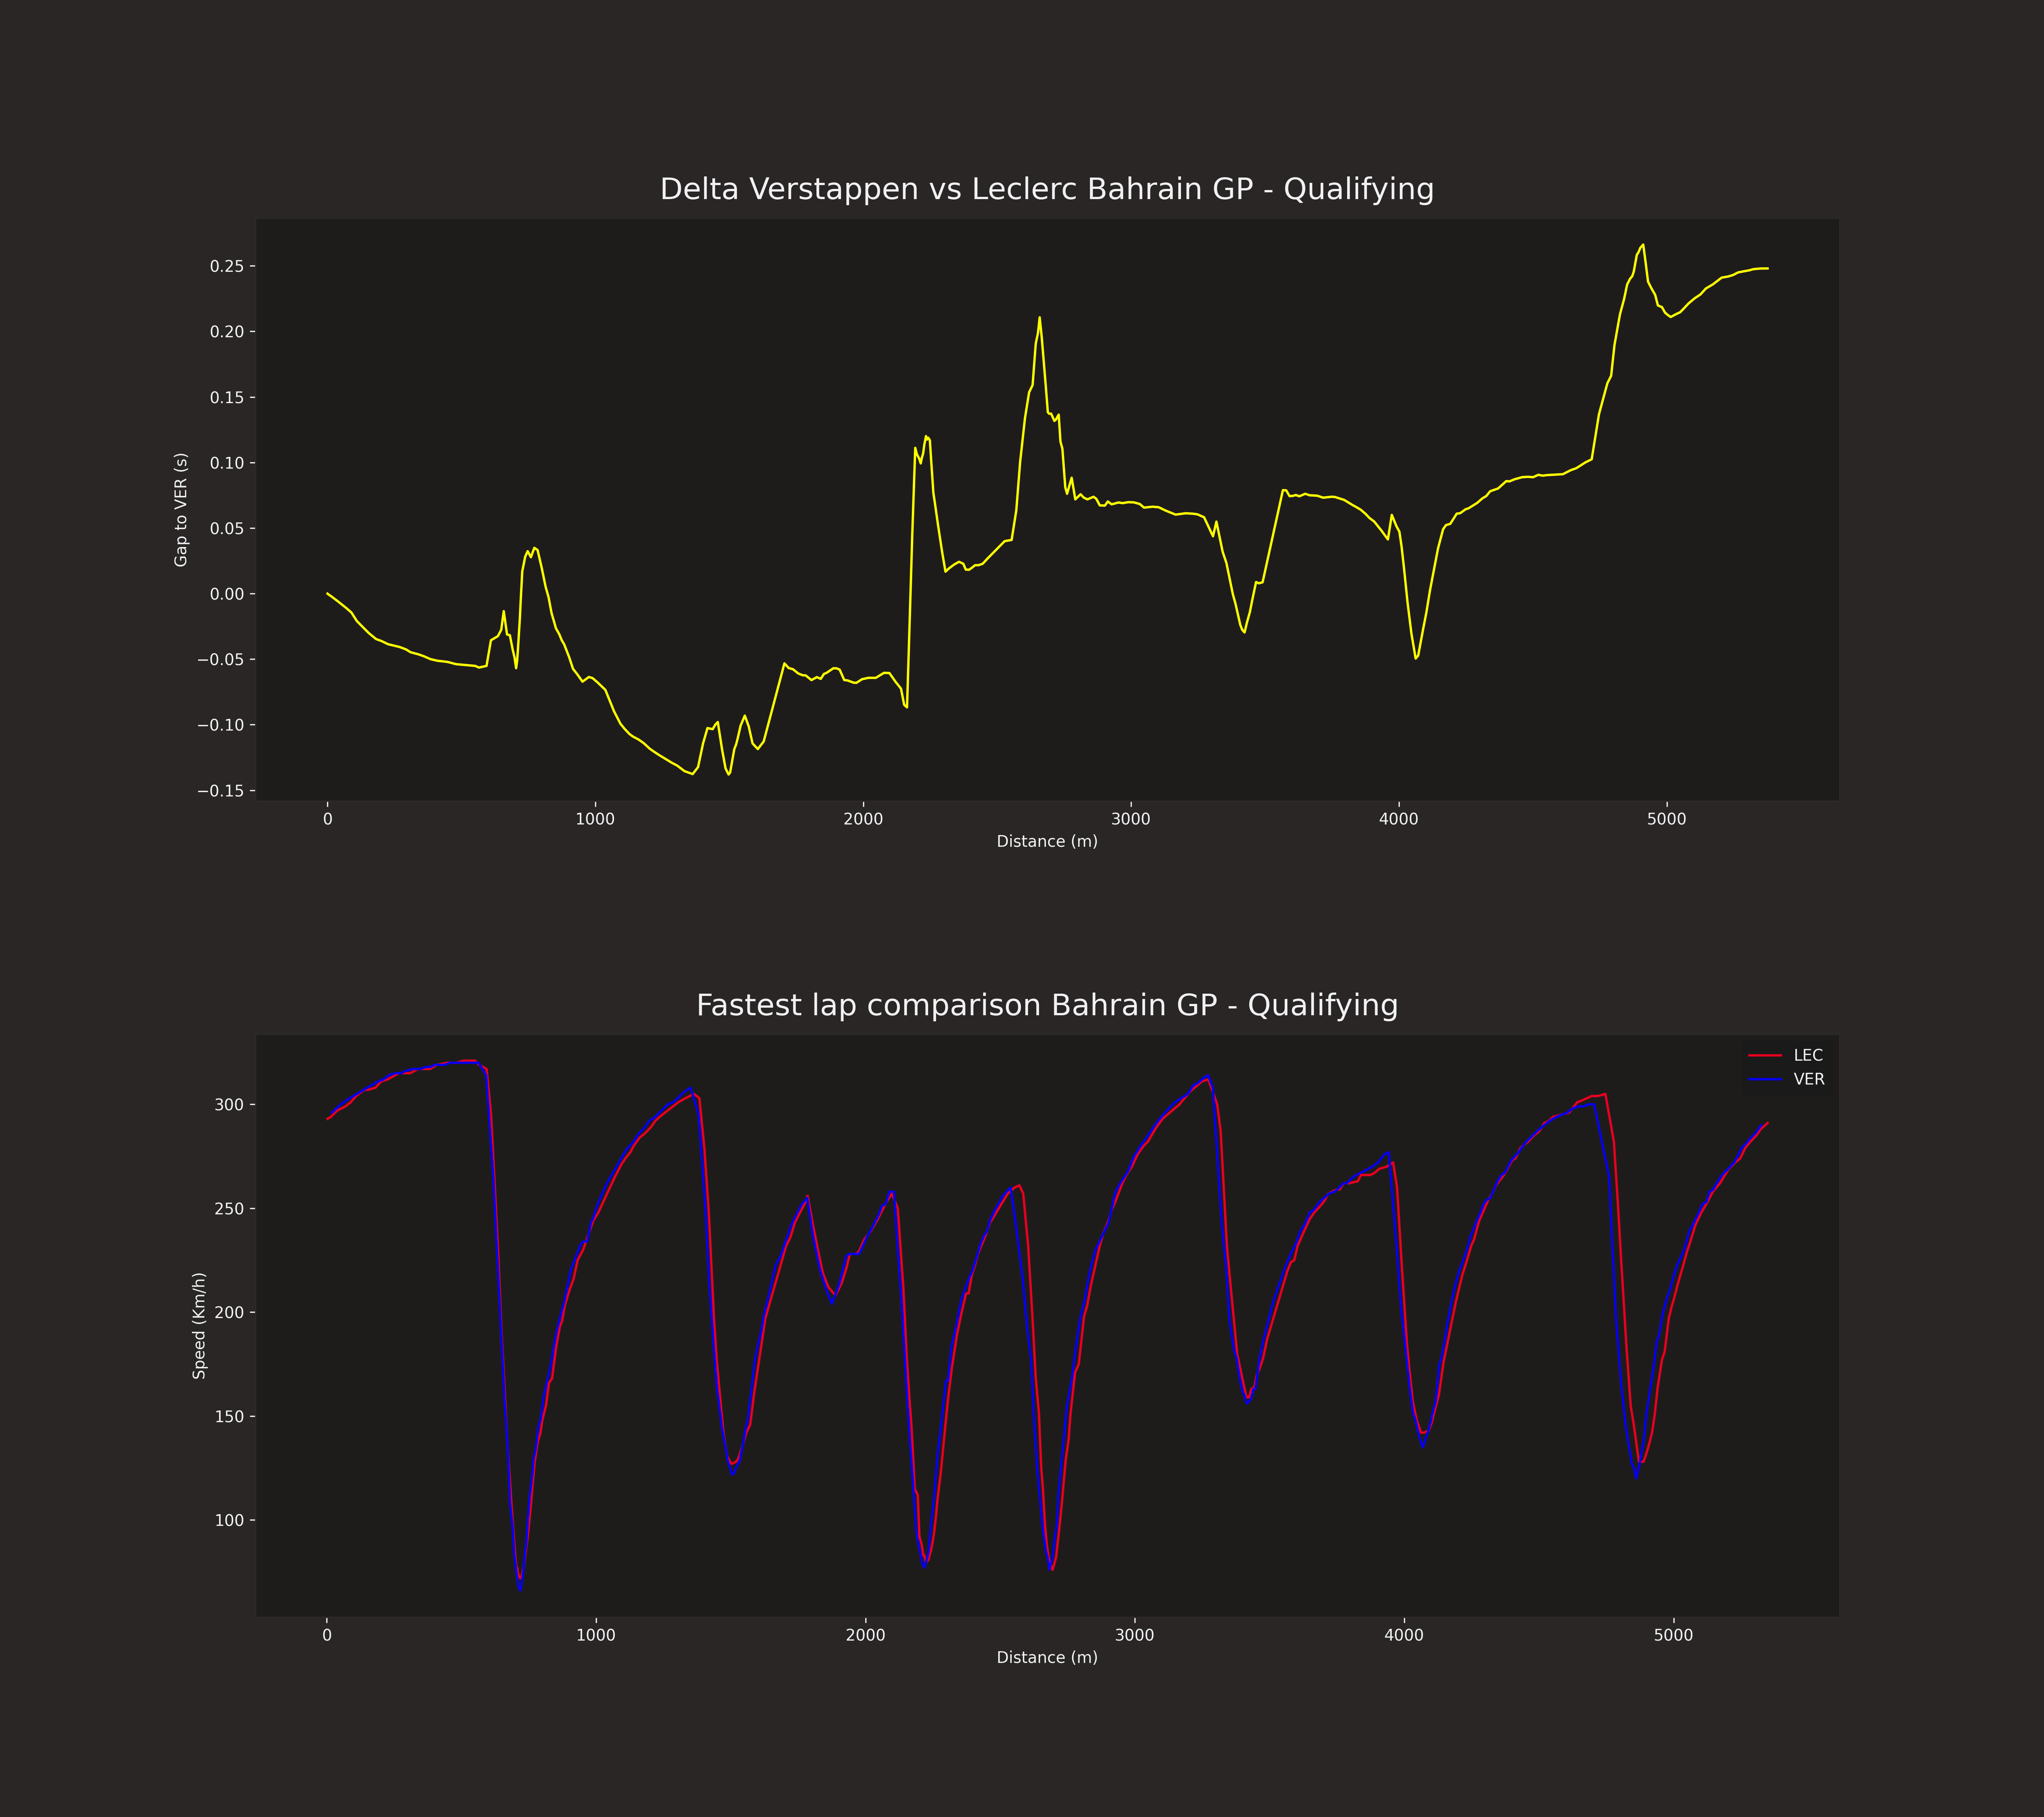 Delta Verstappen vs Leclerc Bahrain GP - Qualifying
0.25
0.20
0.15
0.10
0.05
0.00
−0.05
−0.10
−0.15
Gap to VER (s)
0 1000 2000 3000 4000 5000
Distance (m)
Fastest lap comparison Bahrain GP - Qualifying
LEC
VER
300
250
200
150
100
Speed (Km/h)
0 1000 2000 3000 4000 5000
Distance (m)